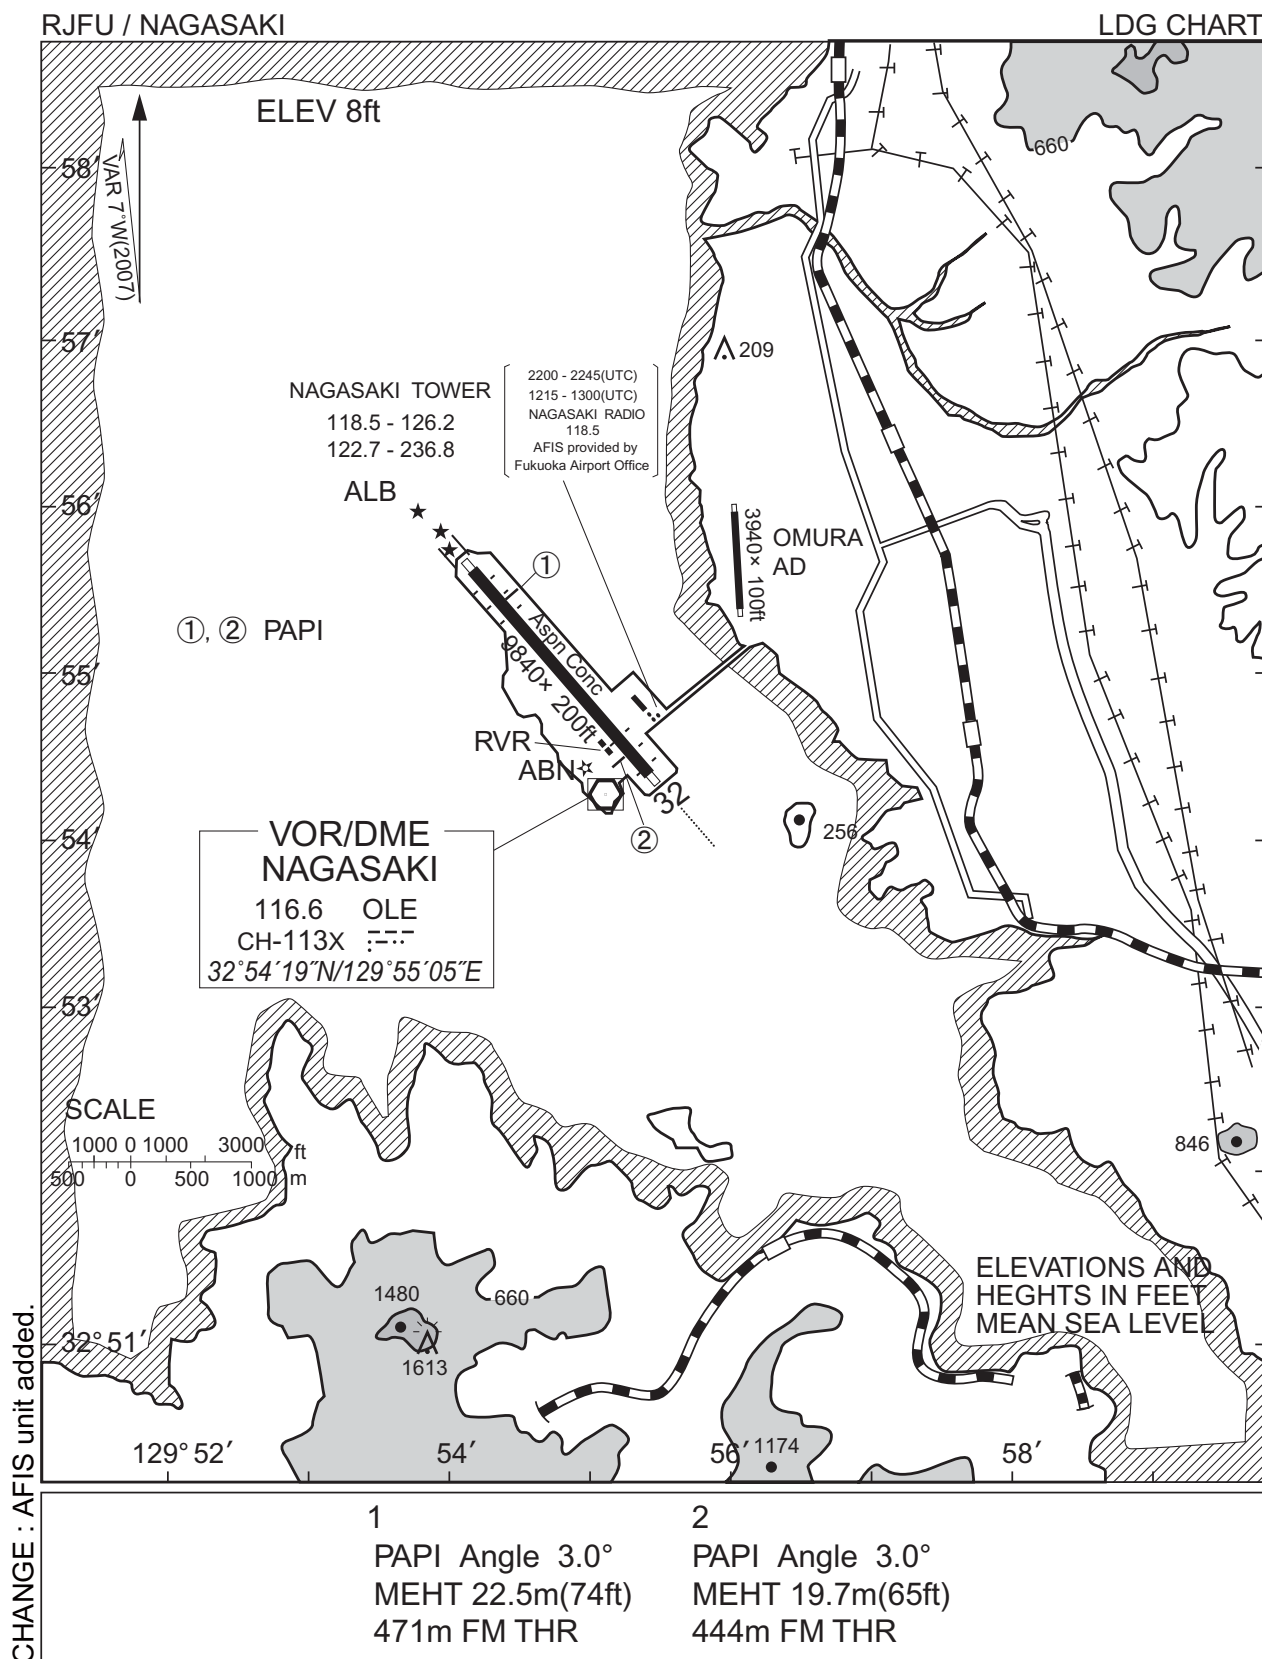 RJFU / NAGASAKI
LDG CHART
ELEV 8ft
VAR 7°W(2007)
58′
660
57′
209
NAGASAKI TOWER
118.5 - 126.2
122.7 - 236.8
2200 - 2245(UTC)
1215 - 1300(UTC)
NAGASAKI RADIO
118.5
AFIS provided by
Fukuoka Airport Office
56′
ALB
①
3940× 100ft
OMURA
AD
①, ② PAPI
Aspn Conc
9840× 200ft
55′
RVR
ABN
32
②
54′
256
VOR/DME
NAGASAKI
116.6 OLE
CH-113X
32°54′19″N/129°55′05″E
53′
SCALE
1000 0 1000 3000 ft
500 0 500 1000 m
846
ELEVATIONS AND
HEGHTS IN FEET
MEAN SEA LEVEL
1480
660
1613
32°51′
129°52′
54′
56′
1174
58′
CHANGE : AFIS unit added.
1
PAPI Angle 3.0°
MEHT 22.5m(74ft)
471m FM THR
2
PAPI Angle 3.0°
MEHT 19.7m(65ft)
444m FM THR